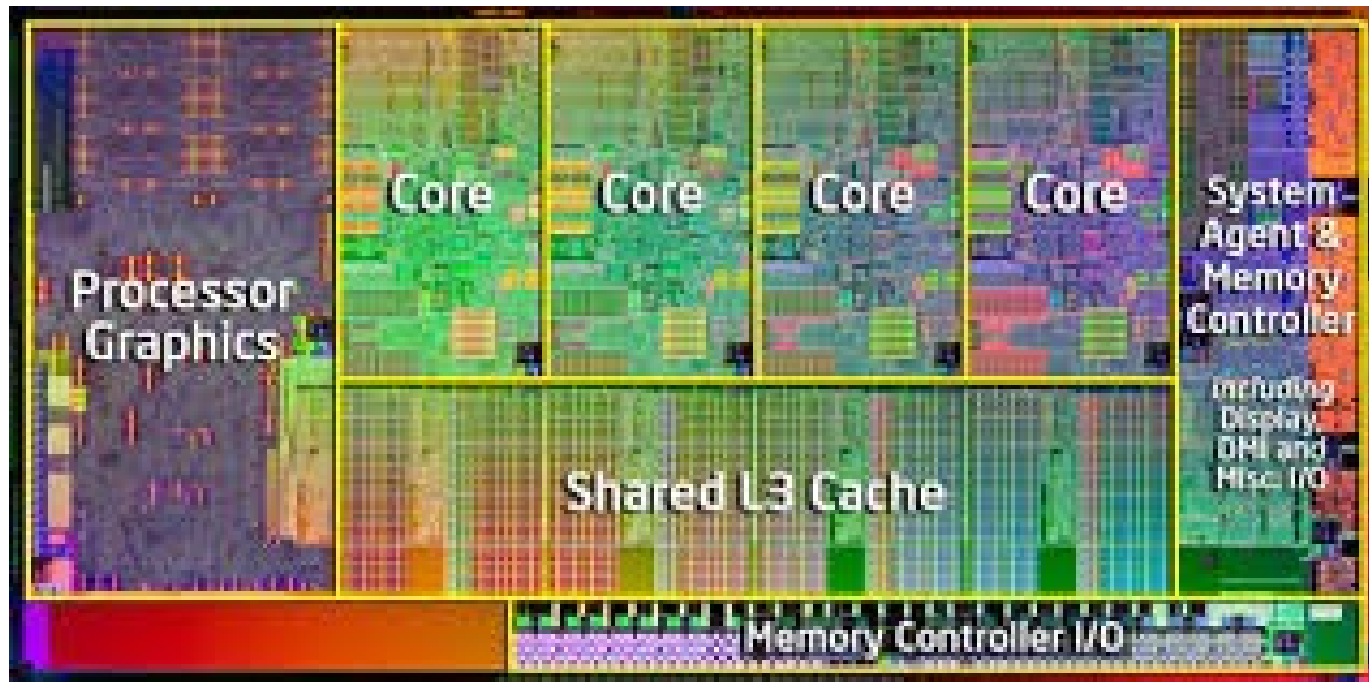 Processor
Graphics
Core
Core
Core
Core
System
Agent &
Memory
Controller
including
Display,
DMI and
Misc. I/O
Shared L3 Cache
Memory Controller I/O